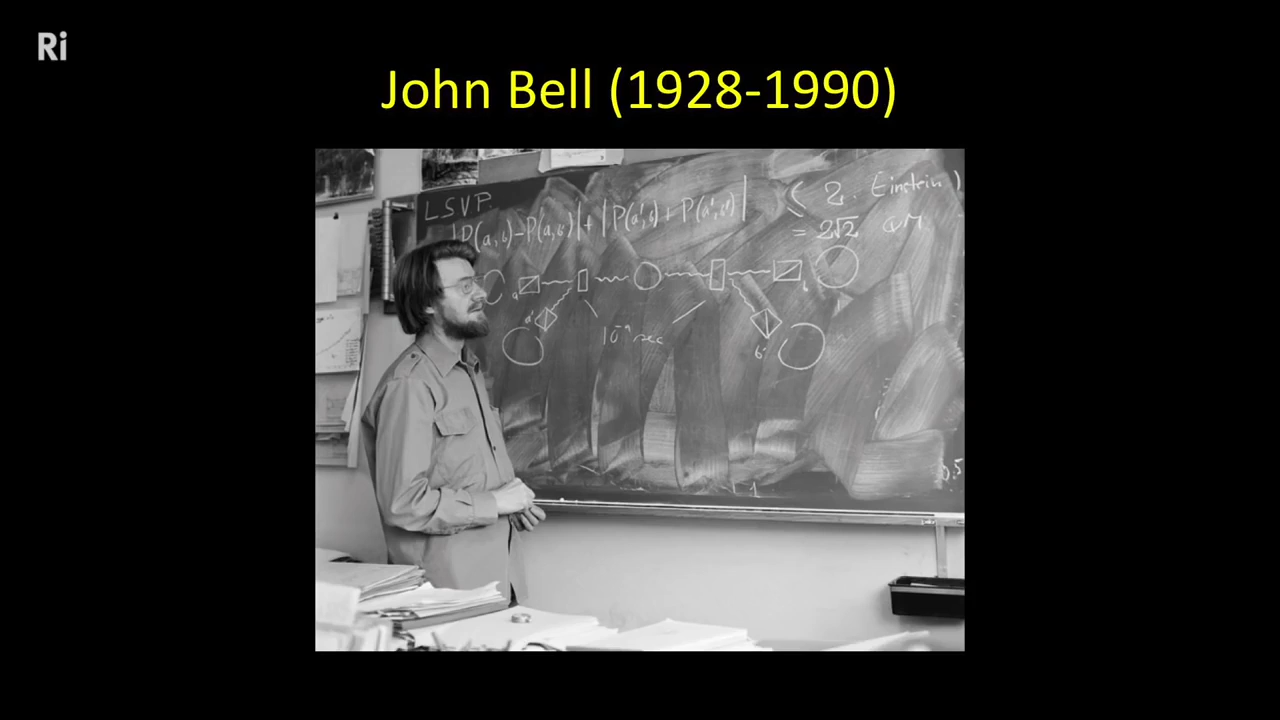 Ri
John Bell (1928-1990)
LSVP.
|P(a,b)-P(a,b')|+|P(a',b)+P(a',b')| ≤ 2. Einstein)
= 2√2 QM
a
b
a'
10⁻⁹ sec
b'